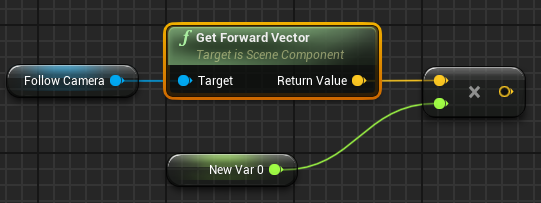 Get Forward Vector
Target is Scene Component
Follow Camera
Target
Return Value
New Var 0